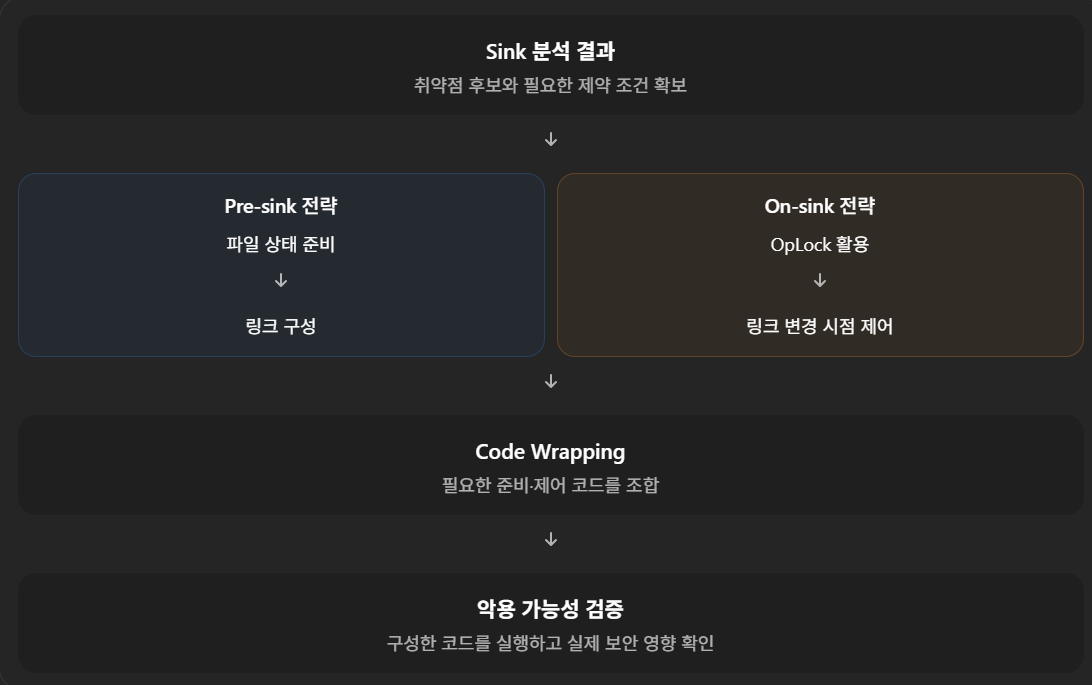 Sink 분석 결과
취약점 후보와 필요한 제약 조건 확보
↓
Pre-sink 전략
파일 상태 준비
↓
링크 구성
On-sink 전략
OpLock 활용
↓
링크 변경 시점 제어
↓
Code Wrapping
필요한 준비·제어 코드를 조합
↓
악용 가능성 검증
구성한 코드를 실행하고 실제 보안 영향 확인